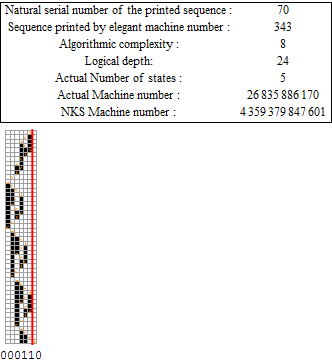 Natural serial number of the printed sequence : 70
Sequence printed by elegant machine number : 343
Algorithmic complexity : 8
Logical depth: 24
Actual Number of states : 5
Actual Machine number : 26 835 886 170
NKS Machine number : 4 359 379 847 601
000110